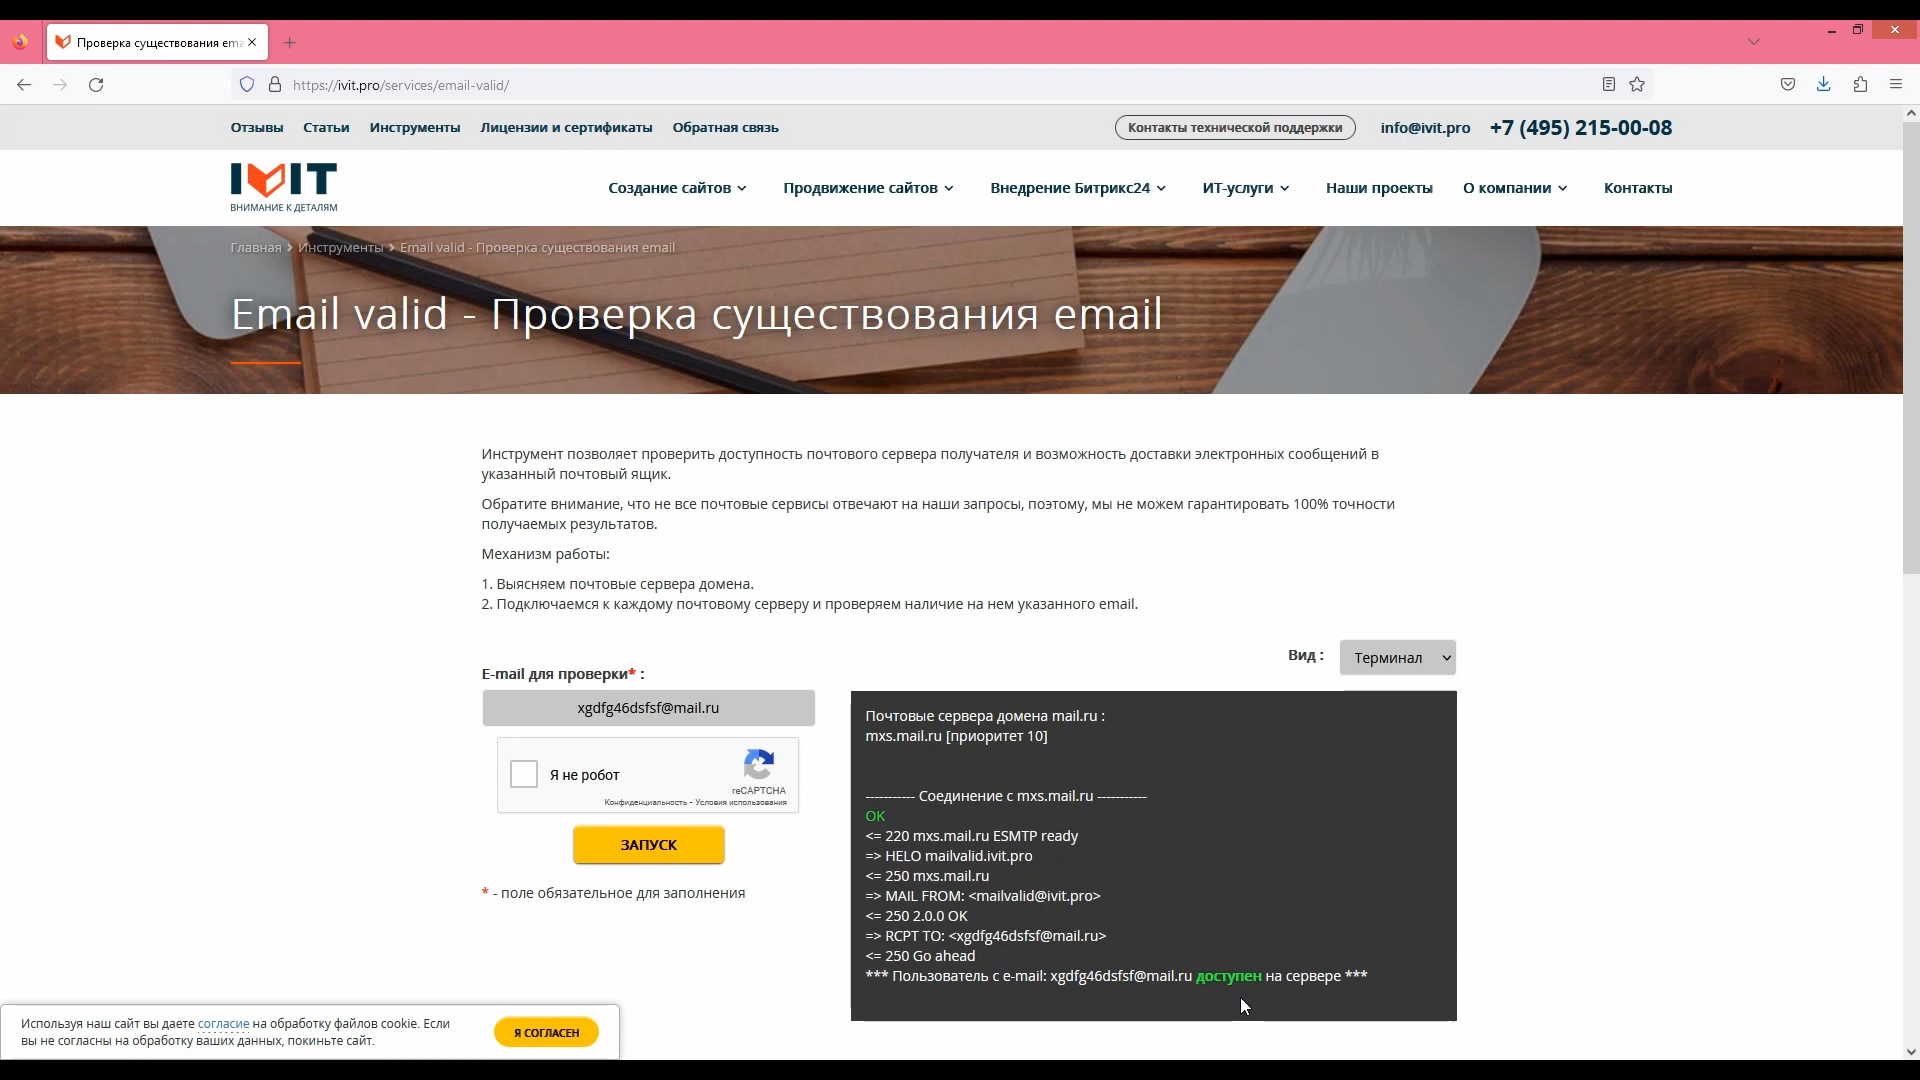 Проверка существования ema
https://ivit.pro/services/email-valid/
Отзывы Статьи Инструменты Лицензии и сертификаты Обратная связь Контакты технической поддержки info@ivit.pro +7 (495) 215-00-08
IVIT
ВНИМАНИЕ К ДЕТАЛЯМ
Создание сайтов Продвижение сайтов Внедрение Битрикс24 ИТ-услуги Наши проекты О компании Контакты
Главная > Инструменты > Email valid - Проверка существования email
Email valid - Проверка существования email
Инструмент позволяет проверить доступность почтового сервера получателя и возможность доставки электронных сообщений в
указанный почтовый ящик.
Обратите внимание, что не все почтовые сервисы отвечают на наши запросы, поэтому, мы не можем гарантировать 100% точности
получаемых результатов.
Механизм работы:
1. Выясняем почтовые сервера домена.
2. Подключаемся к каждому почтовому серверу и проверяем наличие на нем указанного email.
Вид : Терминал
E-mail для проверки* :
xgdfg46dsfsf@mail.ru
Я не робот
reCAPTCHA
Конфиденциальность - Условия использования
ЗАПУСК
* - поле обязательное для заполнения
Почтовые сервера домена mail.ru :
mxs.mail.ru [приоритет 10]
----------- Соединение с mxs.mail.ru -----------
OK
<= 220 mxs.mail.ru ESMTP ready
=> HELO mailvalid.ivit.pro
<= 250 mxs.mail.ru
=> MAIL FROM: <mailvalid@ivit.pro>
<= 250 2.0.0 OK
=> RCPT TO: <xgdfg46dsfsf@mail.ru>
<= 250 Go ahead
*** Пользователь с e-mail: xgdfg46dsfsf@mail.ru доступен на сервере ***
Используя наш сайт вы даете согласие на обработку файлов cookie. Если
вы не согласны на обработку ваших данных, покиньте сайт.
Я СОГЛАСЕН